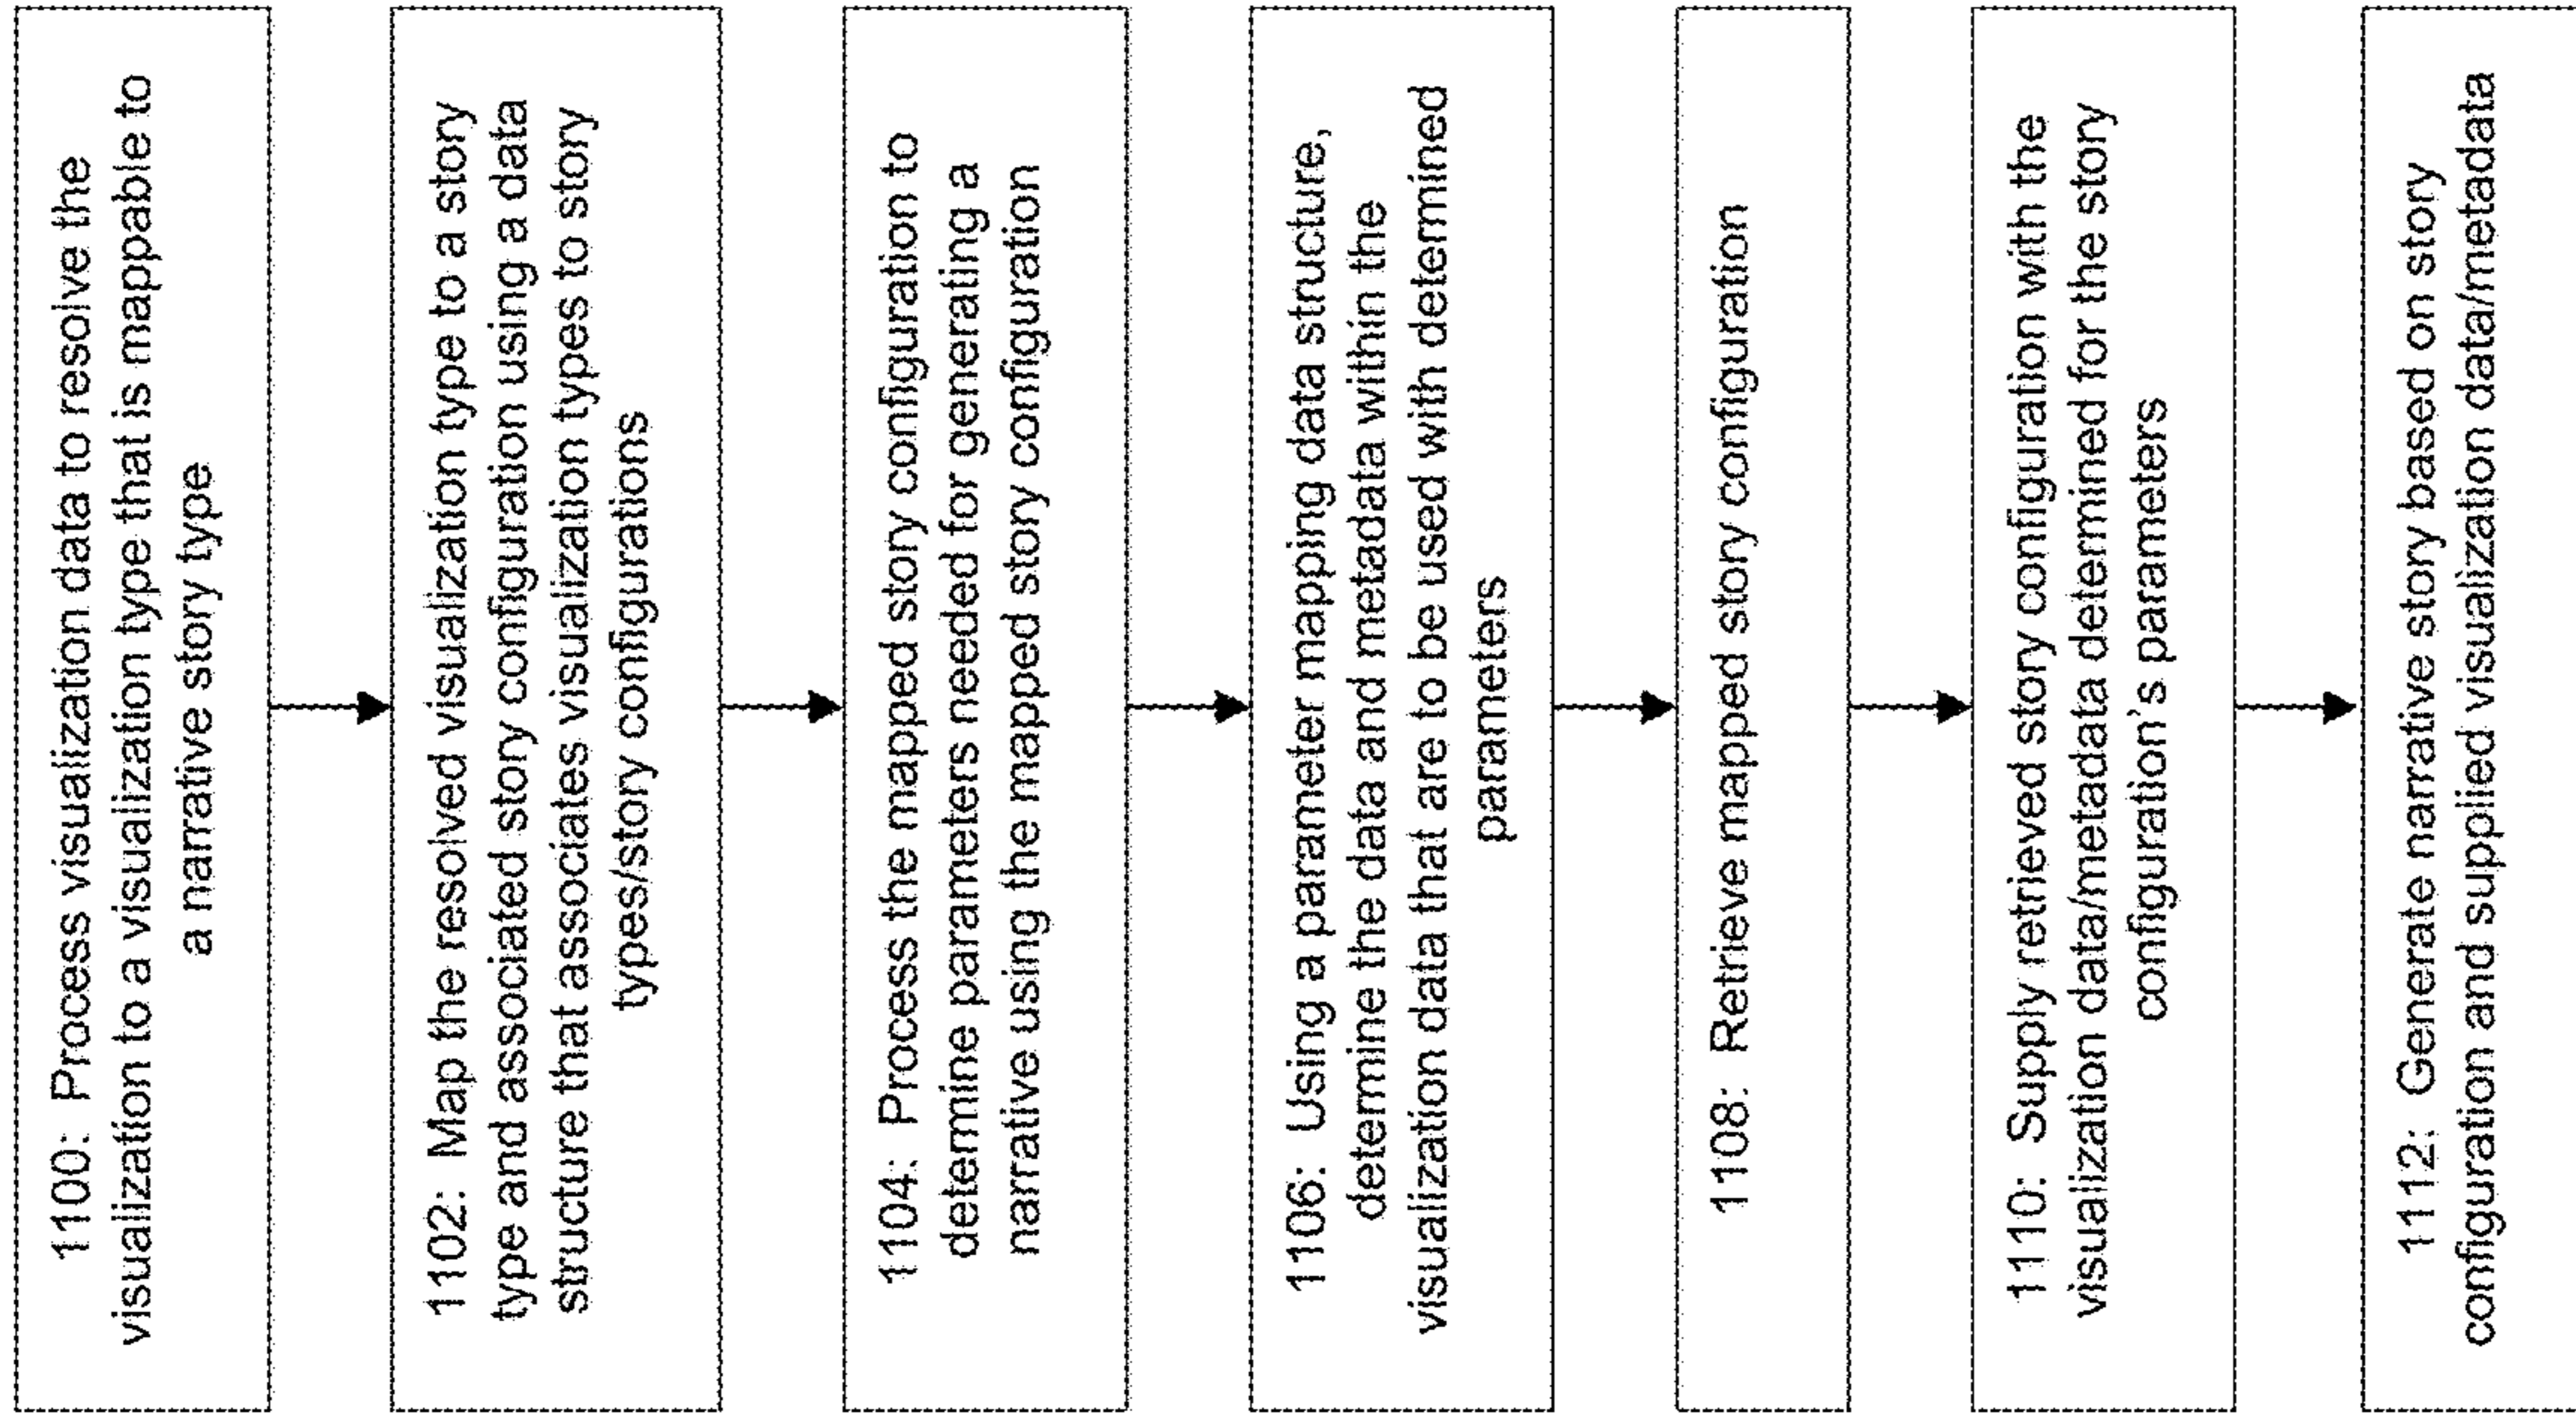 1100: Process visualization data to resolve the
visualization to a visualization type that is mappable to
a narrative story type
1102: Map the resolved visualization type to a story
type and associated story configuration using a data
structure that associates visualization types to story
types/story configurations
1104: Process the mapped story configuration to
determine parameters needed for generating a
narrative using the mapped story configuration
1106: Using a parameter mapping data structure,
determine the data and metadata within the
visualization data that are to be used with determined
parameters
1108: Retrieve mapped story configuration
1110: Supply retrieved story configuration with the
visualization data/metadata determined for the story
configuration's parameters
1112: Generate narrative story based on story
configuration and supplied visualization data/metadata